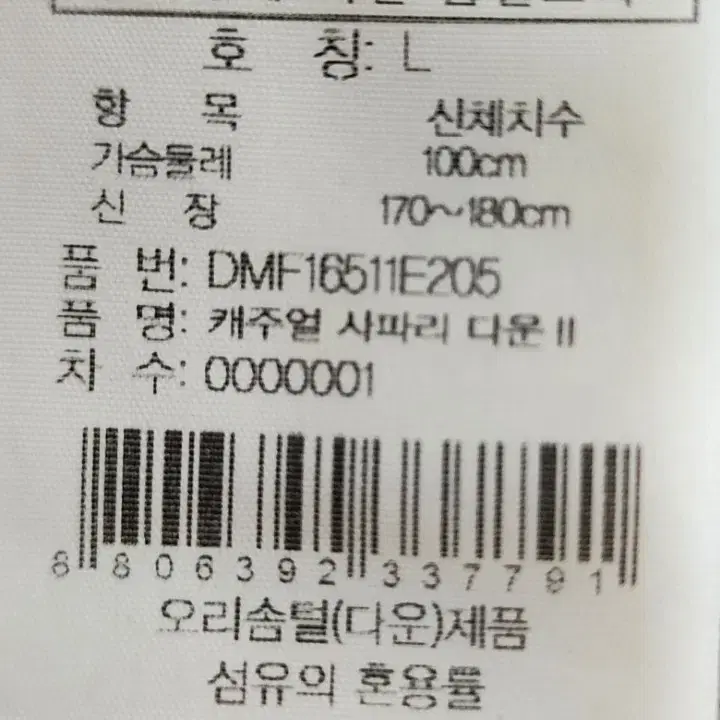 호 칭: L
항 목 신체치수
가슴둘레 100cm
신 장 170~180cm
품 번: DMF16511E205
품 명: 캐주얼 사파리 다운 II
차 수: 0000001
8 806392 337791
오리솜털(다운)제품
섬유의 혼용률